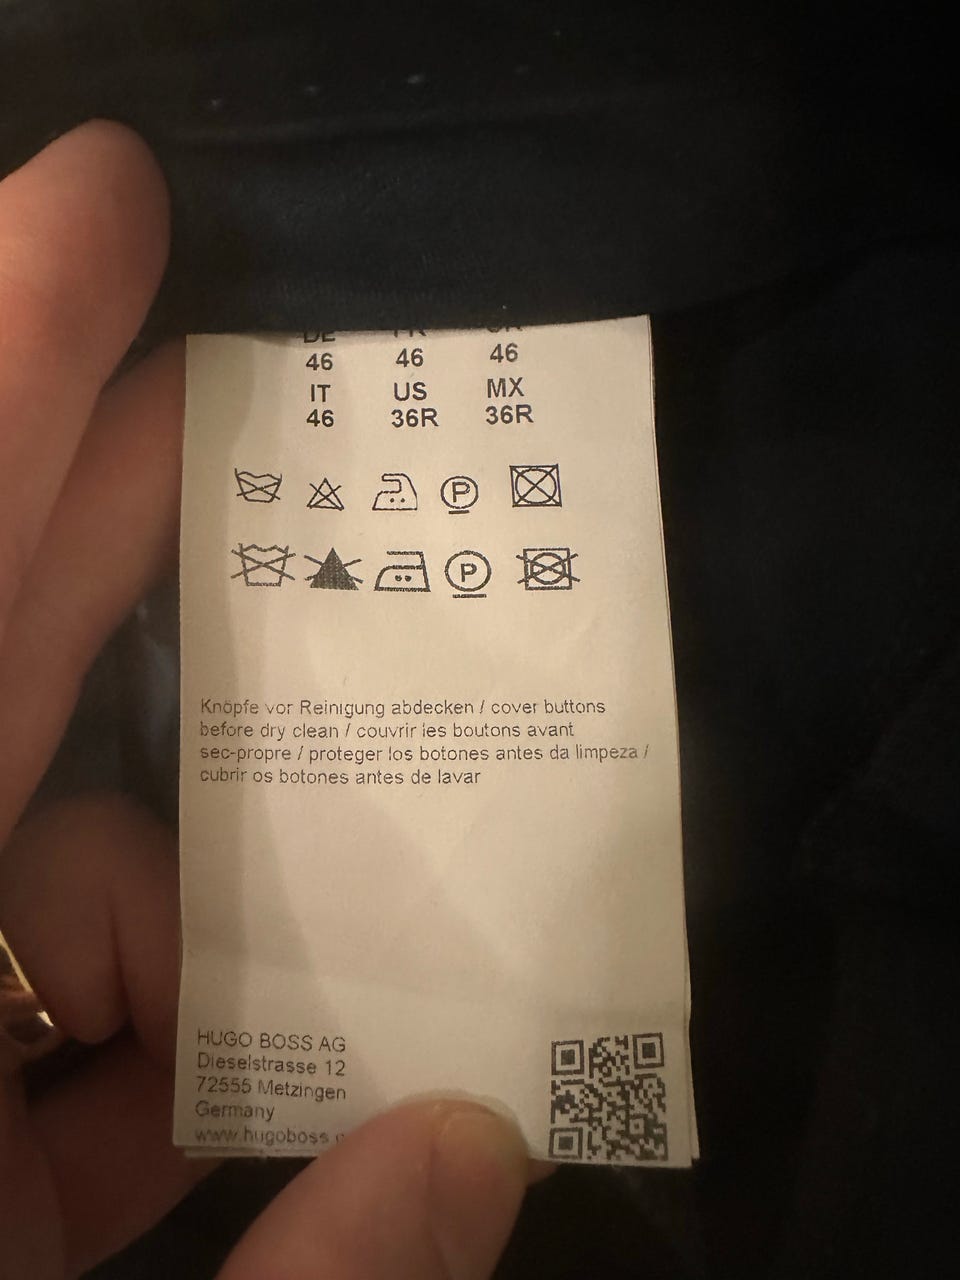 46 46 46
IT US MX
46 36R 36R
P
P
Knöpfe vor Reinigung abdecken / cover buttons
before dry clean / couvrir les boutons avant
sec-propre / proteger los botones antes da limpeza /
cubrir os botones antes de lavar
HUGO BOSS AG
Dieselstrasse 12
72555 Metzingen
Germany
www.hugoboss.